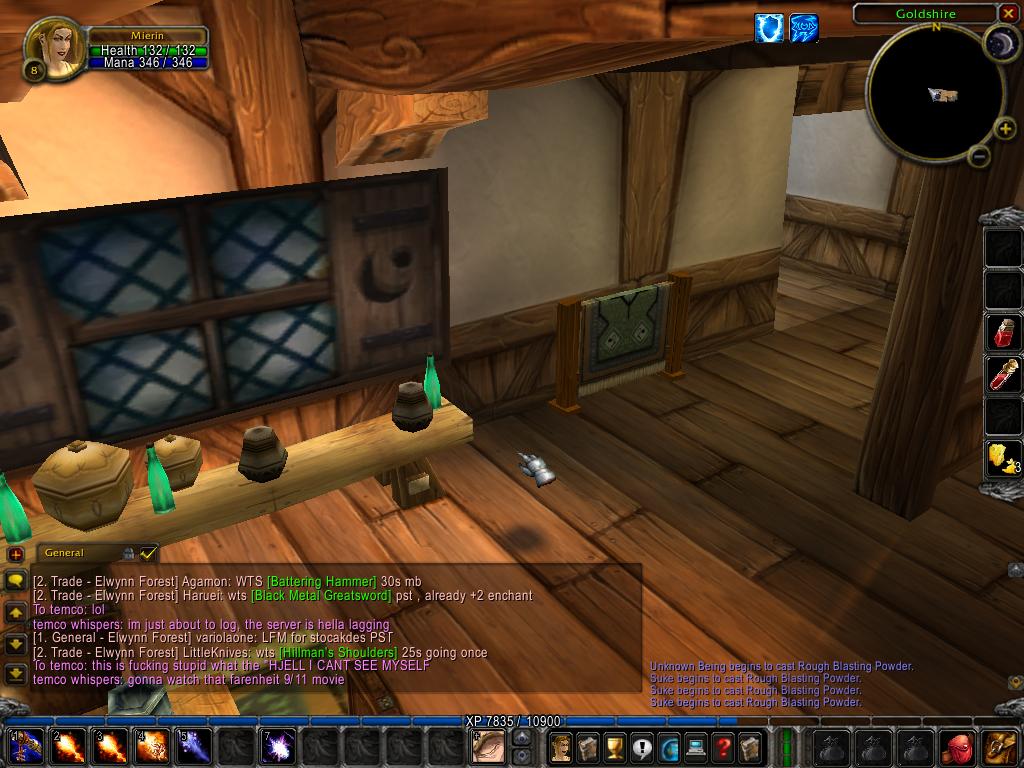 Mierin
Health 132 / 132
Mana 346 / 346
8
Goldshire
N
3
General
[2. Trade - Elwynn Forest] Agamon: WTS [Battering Hammer] 30s mb
[2. Trade - Elwynn Forest] Haruei: wts [Black Metal Greatsword] pst , already +2 enchant
To temco: lol
temco whispers: im just about to log, the server is hella lagging
[1. General - Elwynn Forest] variolaone: LFM for stocakdes PST
[2. Trade - Elwynn Forest] LittleKnives: wts [Hillman's Shoulders] 25s going once
To temco: this is fucking stupid what the "HJELL I CANT SEE MYSELF
temco whispers: gonna watch that farenheit 9/11 movie
Unknown Being begins to cast Rough Blasting Powder.
Suke begins to cast Rough Blasting Powder.
Suke begins to cast Rough Blasting Powder.
Suke begins to cast Rough Blasting Powder.
XP 7835 / 10900
1 2 3 4 5 7